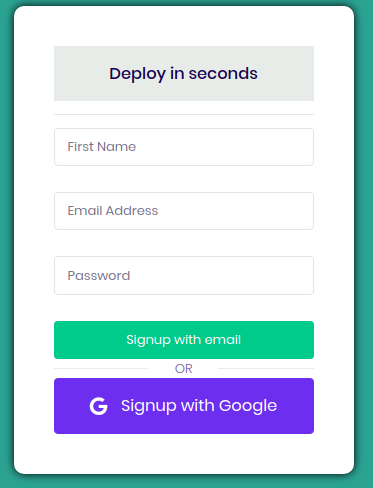 Deploy in seconds
First Name
Email Address
Password
Signup with email
OR
Signup with Google